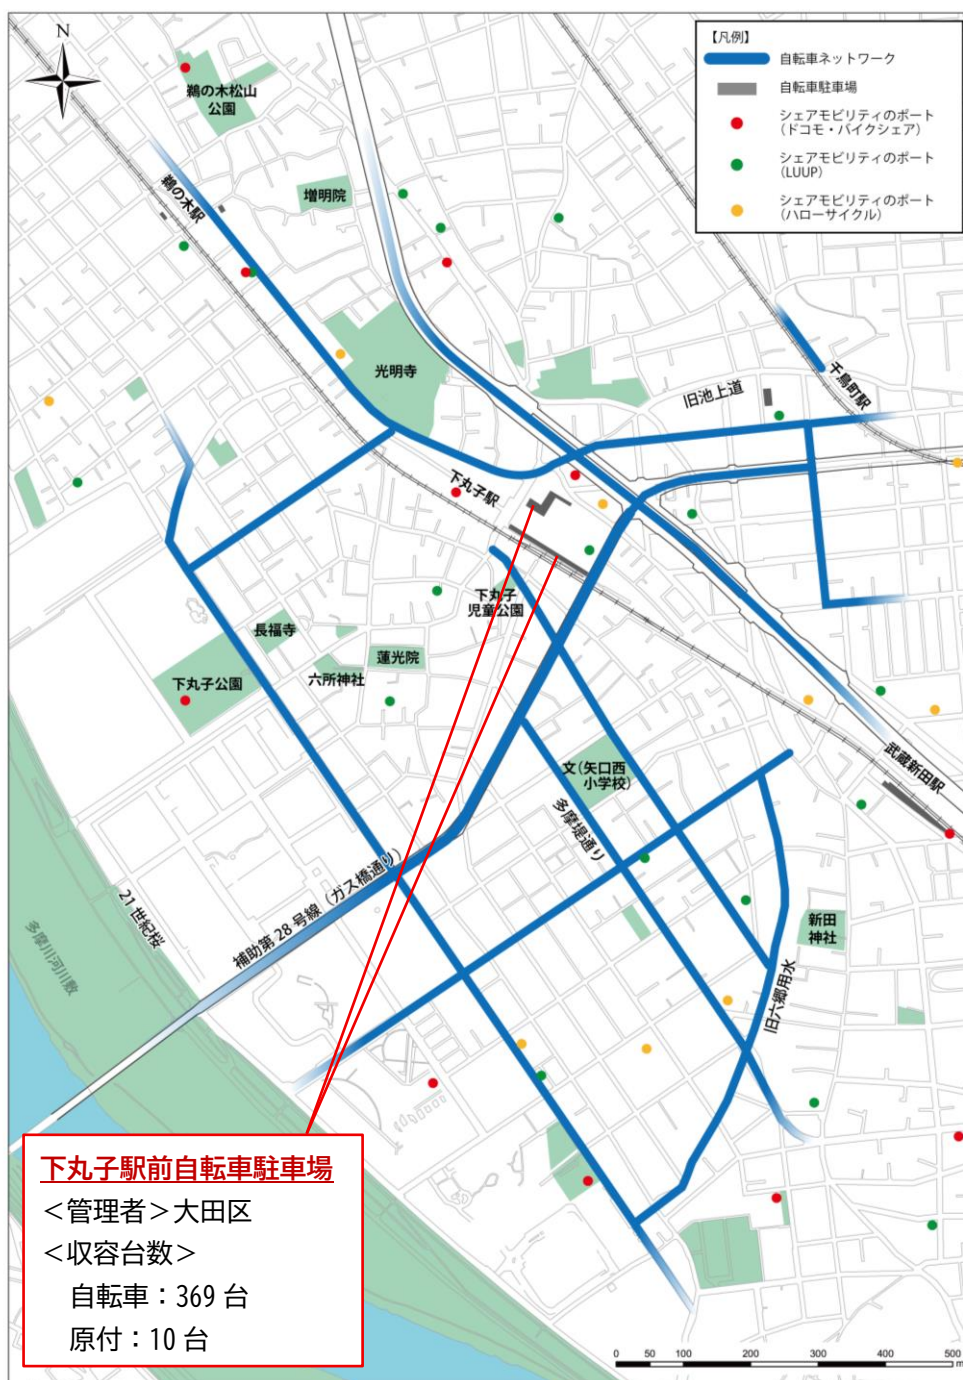 N
【凡例】
自転車ネットワーク
自転車駐車場
シェアモビリティのポート
（ドコモ・バイクシェア）
シェアモビリティのポート
（LUUP）
シェアモビリティのポート
（ハローサイクル）
鵜の木松山
公園
鵜の木駅
増明院
光明寺
旧池上道
千鳥町駅
下丸子駅
下丸子
児童公園
長福寺
蓮光院
六所神社
下丸子公園
文(矢口西
小学校)
武蔵新田駅
多摩堤通り
補助第28号線（ガス橋通り）
21世紀桜
多摩川河川敷
新田
神社
旧六郷用水
下丸子駅前自転車駐車場
＜管理者＞大田区
＜収容台数＞
自転車：369 台
原付：10 台
0 50 100 200 300 400 500
m